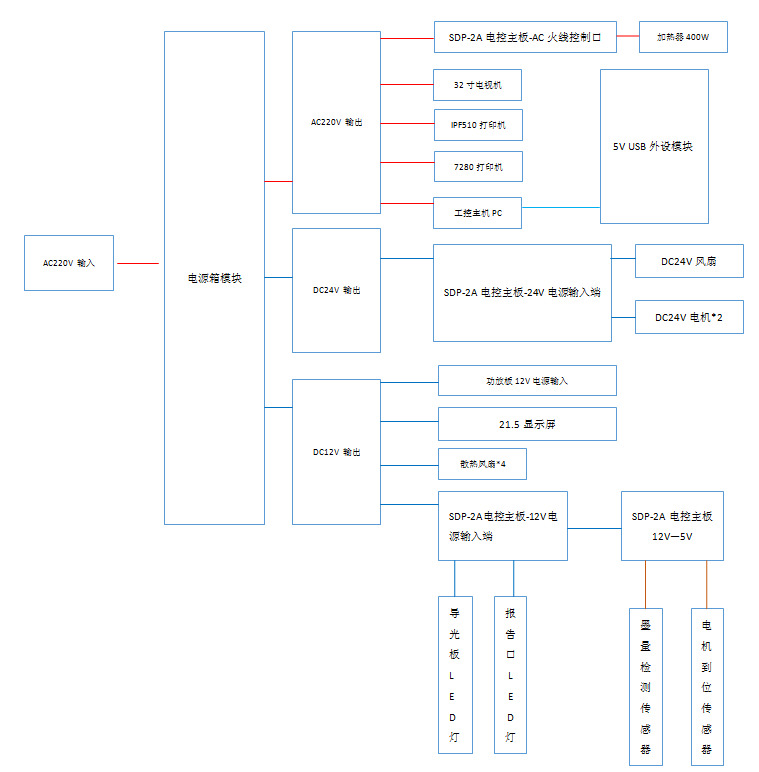 SDP-2A 电控主板-AC 火线控制口
加热器 400W
32 寸电视机
AC220V 输出
IPF510 打印机
5V USB 外设模块
7280 打印机
工控主机 PC
AC220V 输入
电源箱模块
DC24V 输出
SDP-2A 电控主板-24V 电源输入端
DC24V 风扇
DC24V 电机*2
功放板 12V 电源输入
21.5 显示屏
DC12V 输出
散热风扇*4
SDP-2A 电控主板-12V 电
源输入端
SDP-2A 电控主板
12V—5V
导光板LED灯
报告口LED灯
墨量检测传感器
电机到位传感器